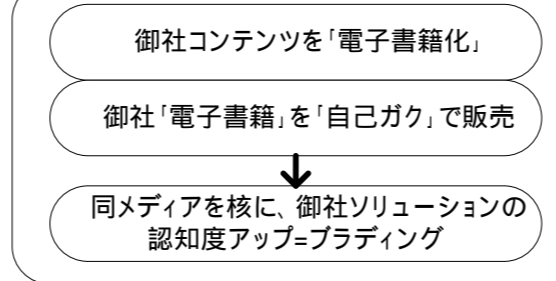 御社コンテンツを「電子書籍化」
御社「電子書籍」を「自己ガク」で販売
同メディアを核に、御社ソリューションの
認知度アップ=ブラディング